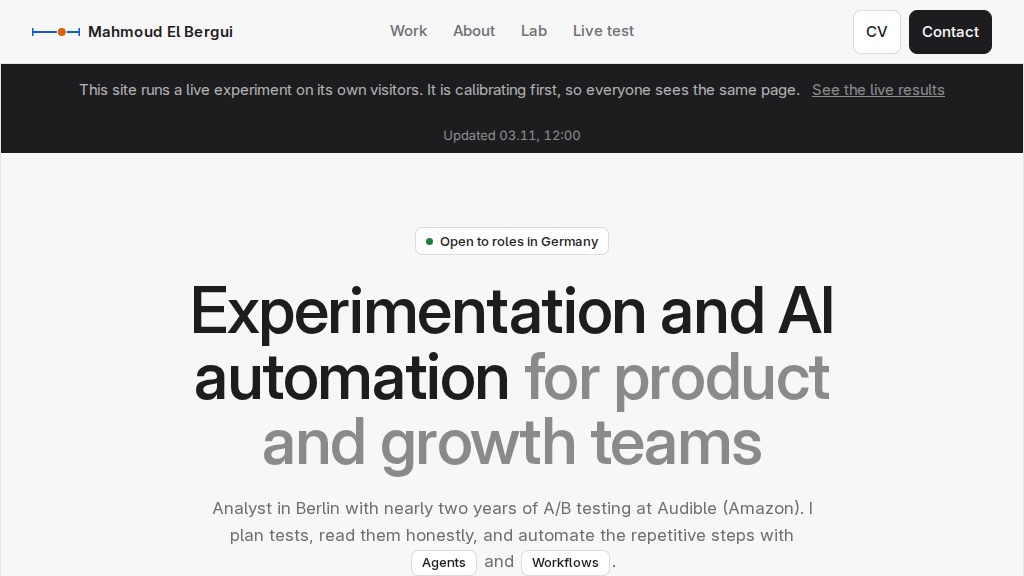 Mahmoud El Bergui
Work About Lab Live test
CV Contact
This site runs a live experiment on its own visitors. It is calibrating first, so everyone sees the same page. See the live results
Updated 03.11, 12:00
Open to roles in Germany
Experimentation and AI
automation for product
and growth teams
Analyst in Berlin with nearly two years of A/B testing at Audible (Amazon). I
plan tests, read them honestly, and automate the repetitive steps with
Agents and Workflows .